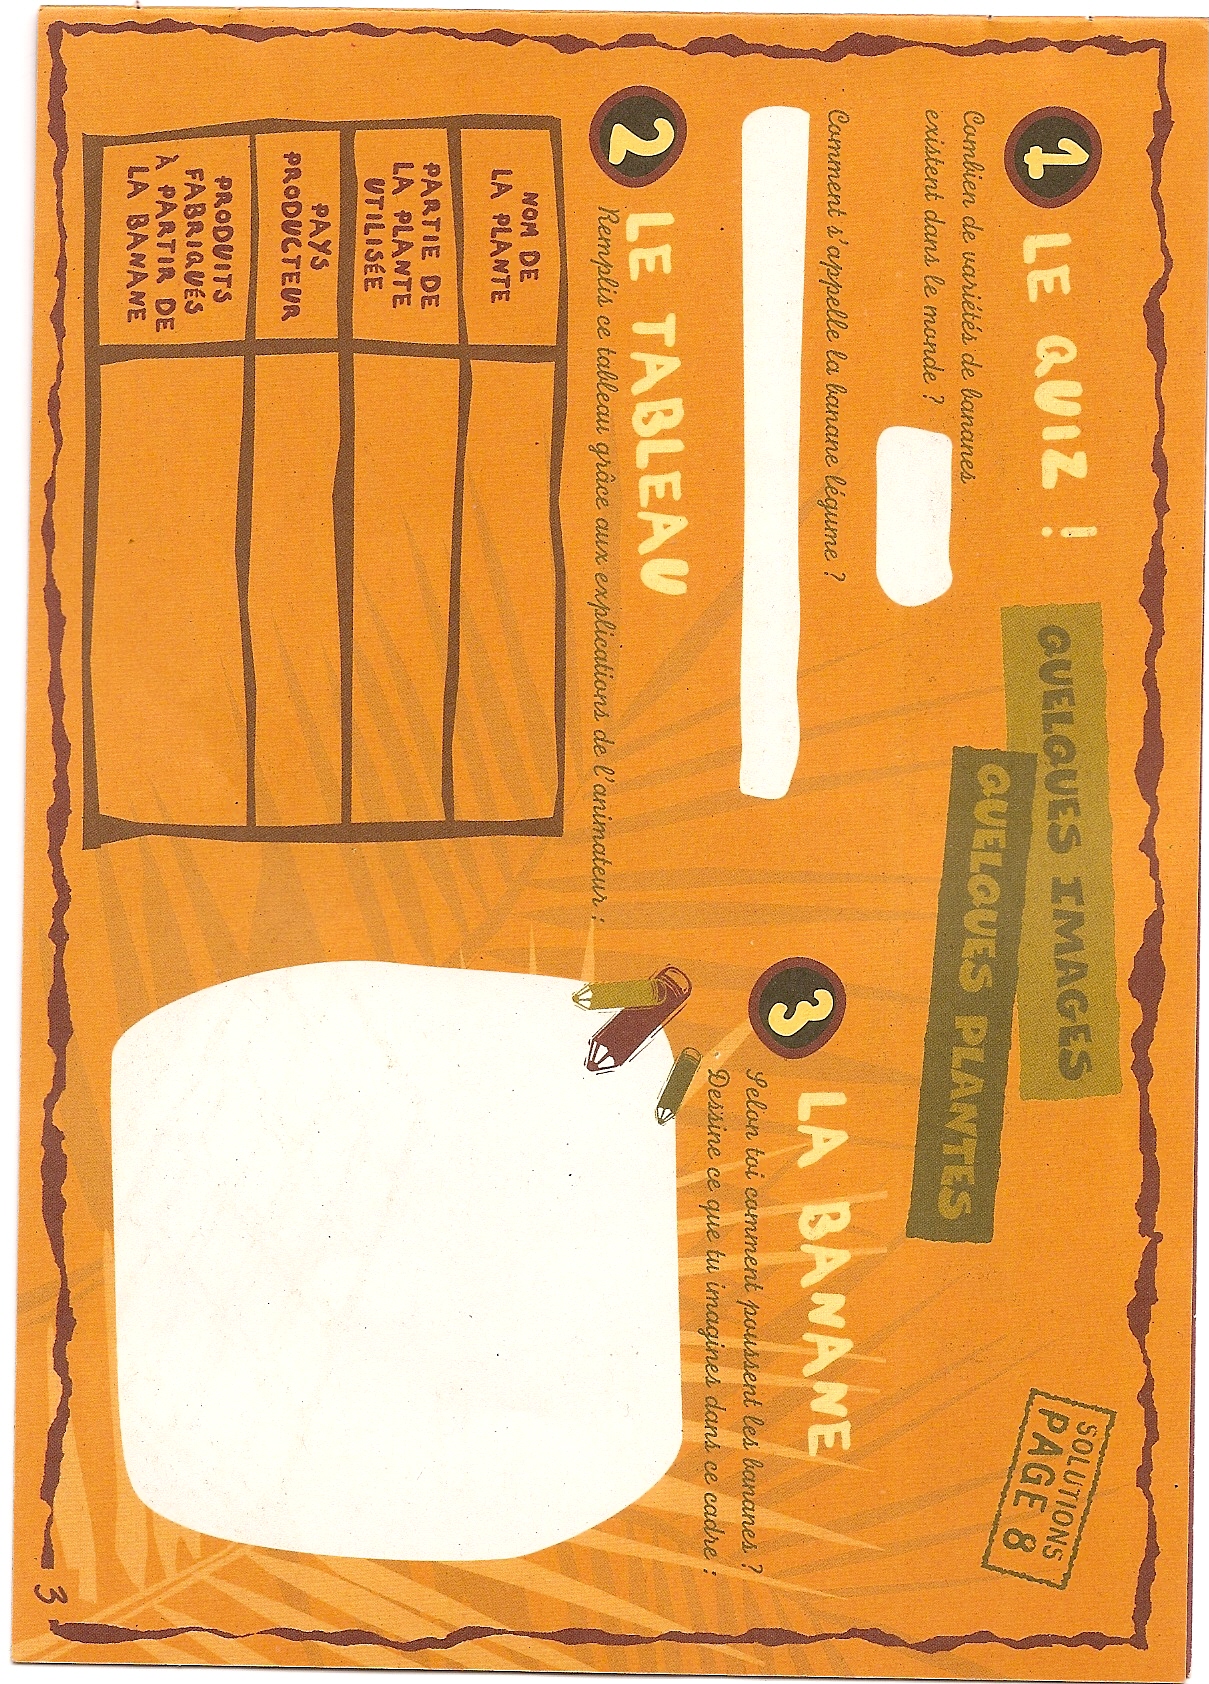 QUELQUES IMAGES
QUELQUES PLANTES
SOLUTIONS
PAGE 8
1 LE QUIZ !
Combien de variétés de bananes
existent dans le monde ?
Comment s'appelle la banane légume ?
2 LE TABLEAU
Remplis ce tableau grâce aux explications de l'animateur :
NOM DE
LA PLANTE
PARTIE DE
LA PLANTE
UTILISÉE
PAYS
PRODUCTEUR
PRODUITS
FABRIQUÉS
À PARTIR DE
LA BANANE
3 LA BANANE
Selon toi comment poussent les bananes ?
Dessine ce que tu imagines dans ce cadre :
3